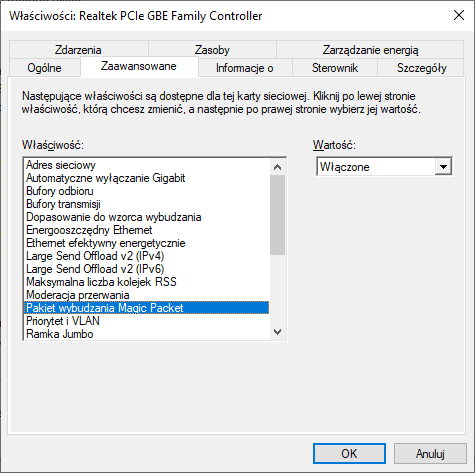 Właściwości: Realtek PCIe GBE Family Controller
Zdarzenia Zasoby Zarządzanie energią
Ogólne Zaawansowane Informacje o Sterownik Szczegóły
Następujące właściwości są dostępne dla tej karty sieciowej. Kliknij po lewej stronie
właściwość, którą chcesz zmienić, a następnie po prawej stronie wybierz jej wartość.
Właściwość: Wartość:
Adres sieciowy Włączone
Automatyczne wyłączanie Gigabit
Bufory odbioru
Bufory transmisji
Dopasowanie do wzorca wybudzania
Energooszczędny Ethernet
Ethernet efektywny energetycznie
Large Send Offload v2 (IPv4)
Large Send Offload v2 (IPv6)
Maksymalna liczba kolejek RSS
Moderacja przerwania
Pakiet wybudzania Magic Packet
Priorytet i VLAN
Ramka Jumbo
OK Anuluj